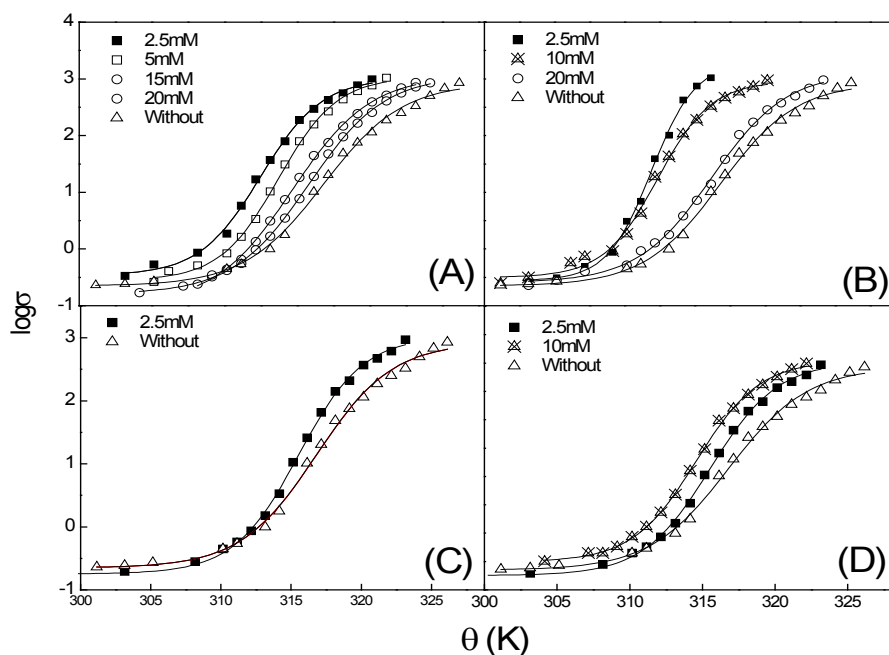 4
3
2
1
0
-1
2.5mM
5mM
15mM
20mM
Without
(A)
2.5mM
10mM
20mM
Without
(B)
logσ
3
2
1
0
-1
2.5mM
Without
(C)
2.5mM
10mM
Without
(D)
300 305 310 315 320 325 300 305 310 315 320 325
θ (K)